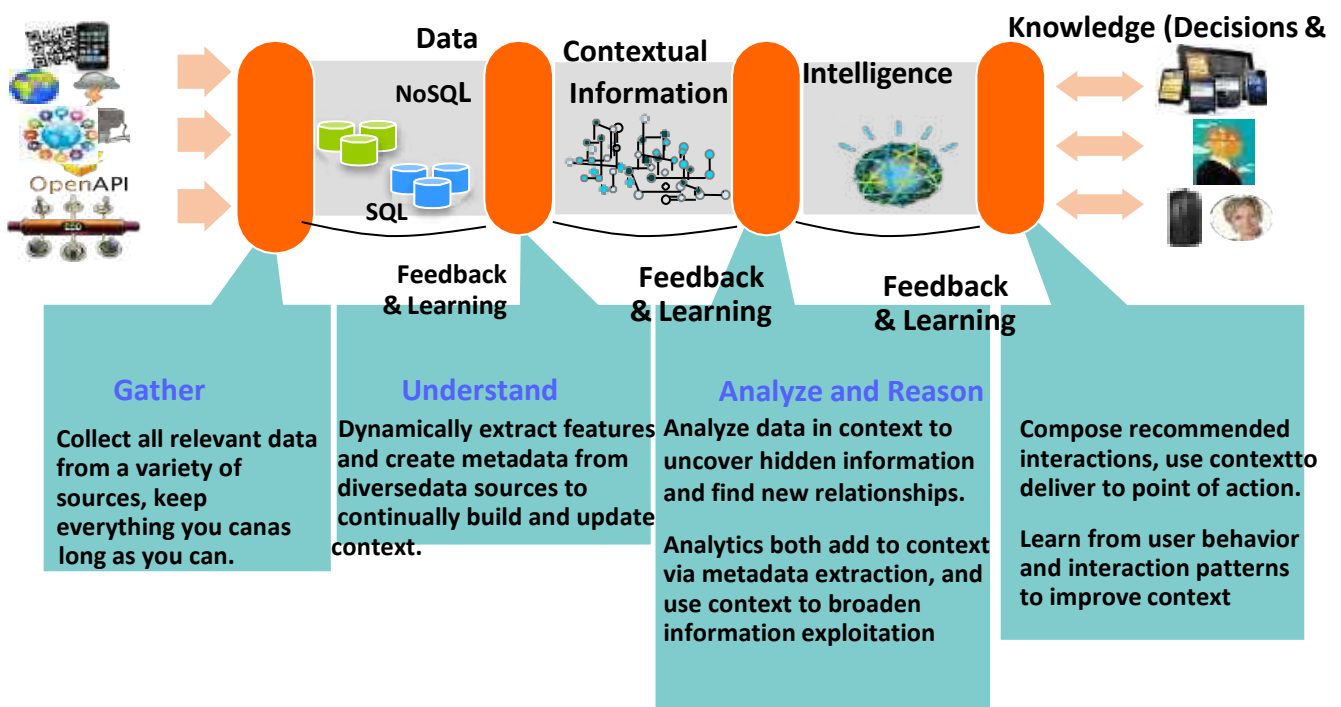 Knowledge (Decisions &
Data
Contextual
Information
Intelligence
NoSQL
SQL
OpenAPI
Feedback
& Learning
Feedback
& Learning
Feedback
& Learning
Gather
Collect all relevant data
from a variety of
sources, keep
everything you canas
long as you can.
Understand
Dynamically extract features
and create metadata from
diversedata sources to
continually build and update
context.
Analyze and Reason
Analyze data in context to
uncover hidden information
and find new relationships.
Analytics both add to context
via metadata extraction, and
use context to broaden
information exploitation
Compose recommended
interactions, use contextto
deliver to point of action.
Learn from user behavior
and interaction patterns
to improve context